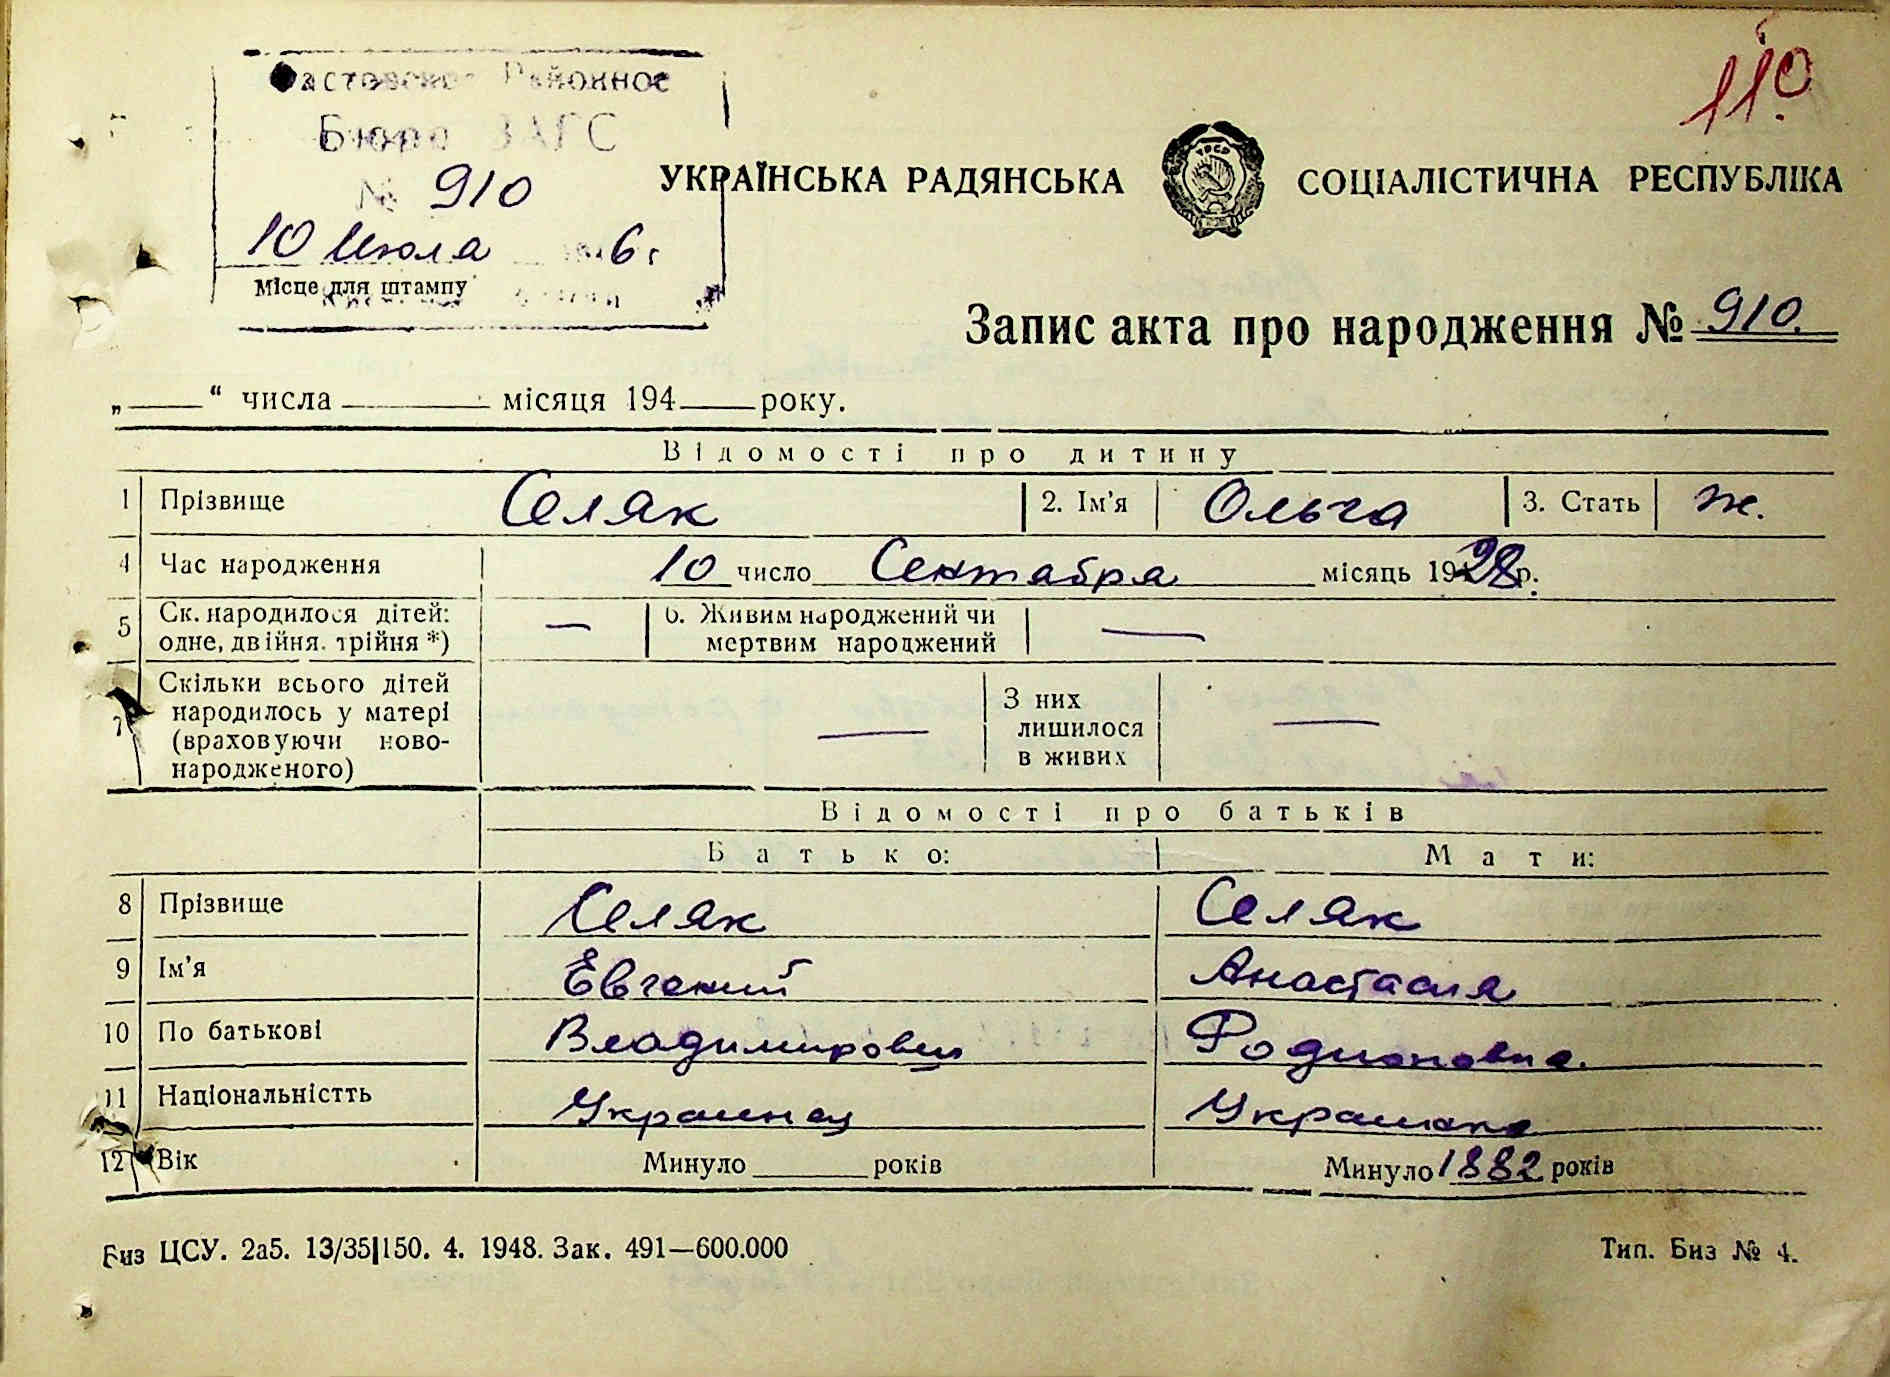 110
Районное
Бюро ЗАГС
№ 910
10 Июля 6 г
Місце для штампу
УКРАЇНСЬКА РАДЯНСЬКА СОЦІАЛІСТИЧНА РЕСПУБЛІКА
Запис акта про народження № 910.
„ “ числа місяця 194 року.
Відомості про дитину
1 Прізвище Селяк 2. Ім’я Ольга 3. Стать ж.
4 Час народження 10 число Сентабра місяць 1928р.
5 Ск. народилося дітей: одне, двійня. трійня *) — 6. Живим народжений чи мертвим народжений —
7 Скільки всього дітей народилось у матері (враховуючи ново-народженого) — З них лишилося в живих —
Відомості про батьків
Батько: Мати:
8 Прізвище Селяк Селяк
9 Ім’я Евгений Анастасия
10 По батькові Владимирович Родионовна.
11 Національністть Украинец Украинка
12 Вік Минуло років Минуло 1882 років
Биз ЦСУ. 2а5. 13/35|150. 4. 1948. Зак. 491—600.000 Тип. Биз № 4.